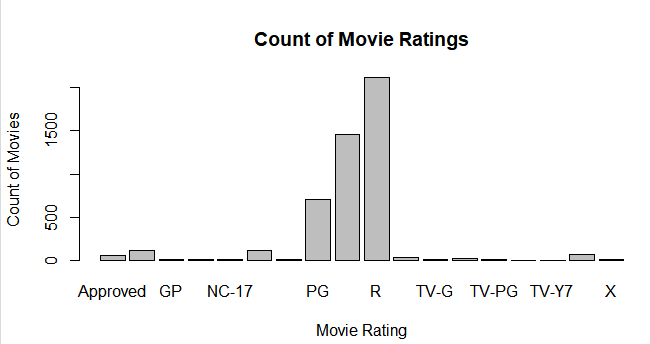 Count of Movie Ratings
Count of Movies
1500
500
0
Approved GP NC-17 PG R TV-G TV-PG TV-Y7 X
Movie Rating